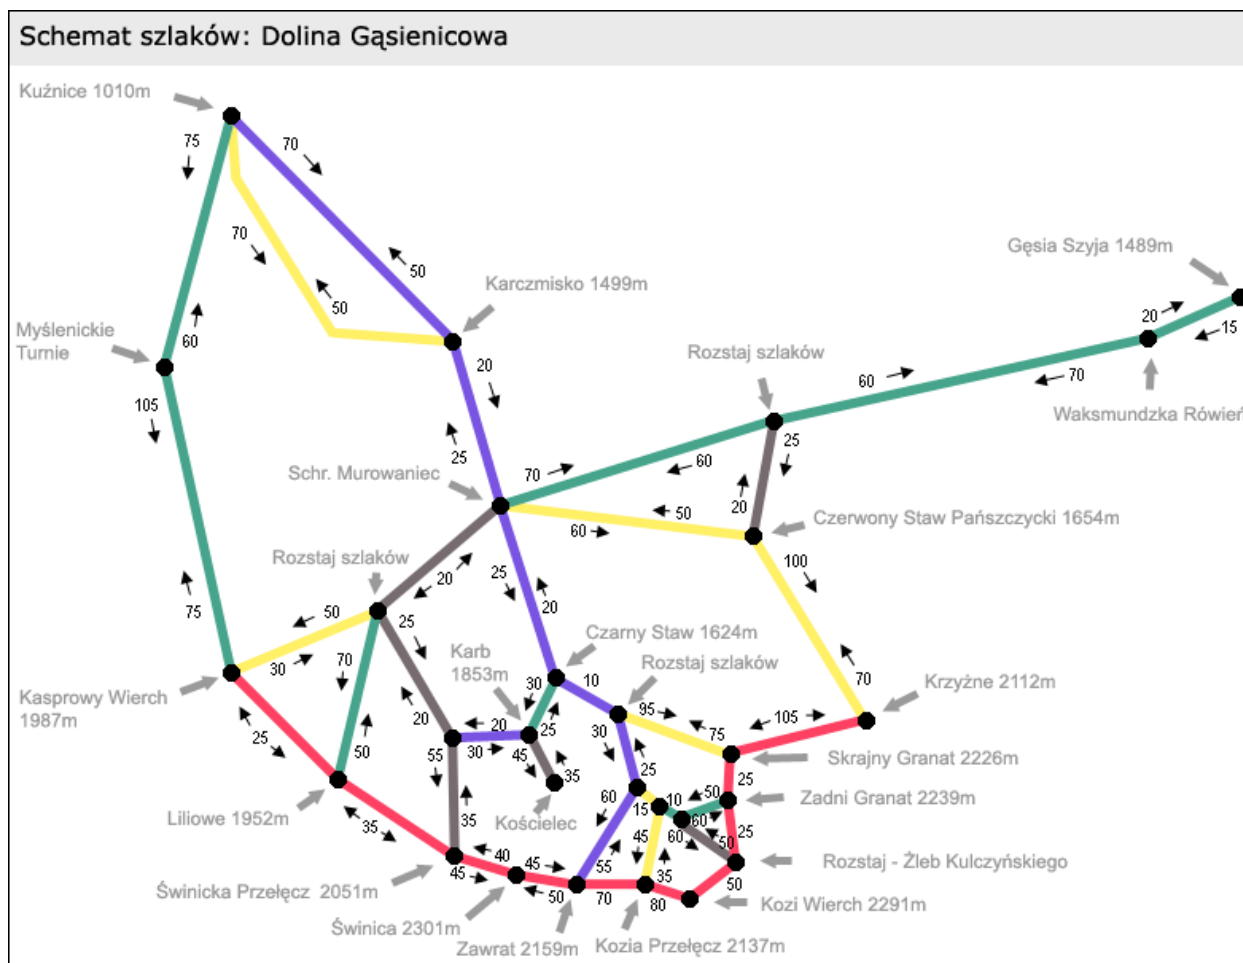 Schemat szlaków: Dolina Gąsienicowa
Kuźnice 1010m
75
70
70
Gęsia Szyja 1489m
50
Karczmisko 1499m
50
Myślenickie
Turnie
60
20
15
Rozstaj szlaków
20
60
70
105
Waksmundzka Rówień
25
25
60
Schr. Murowaniec
70
20
50
Czerwony Staw Pańszczycki 1654m
60
100
Rozstaj szlaków
25
20
75
50
20
25
Czarny Staw 1624m
Karb
1853m
Rozstaj szlaków
30
70
30
10
70
Krzyżne 2112m
Kasprowy Wierch
1987m
25
20
25
95
105
20
30
30
75
55
45
35
Skrajny Granat 2226m
50
25
25
Liliowe 1952m
Kościelec
60
15
10
50
Zadni Granat 2239m
35
35
45
60
60
25
50
Rozstaj - Żleb Kulczyńskiego
40
45
55
35
45
50
70
80
50
Świnicka Przełęcz 2051m
Kozi Wierch 2291m
Świnica 2301m
Zawrat 2159m
Kozia Przełęcz 2137m